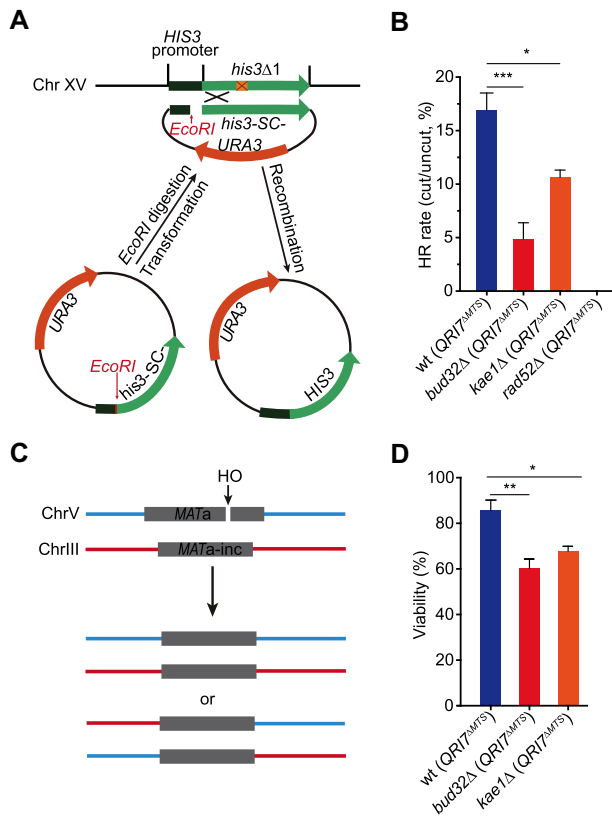 A
HIS3
promoter
Chr XV
his3Δ1
EcoRI
his3-SC-
URA3
EcoRI digestion
Transformation
Recombination
URA3
EcoRI
his3-SC-
URA3
HIS3
B
HR rate (cut/uncut, %)
20
15
10
5
0
***
*
wt (QRI7ΔMTS)
bud32Δ (QRI7ΔMTS)
kae1Δ (QRI7ΔMTS)
rad52Δ (QRI7ΔMTS)
C
HO
ChrV
MATa
ChrIII
MATa-inc
or
D
Viability (%)
100
80
60
40
20
0
**
*
wt (QRI7ΔMTS)
bud32Δ (QRI7ΔMTS)
kae1Δ (QRI7ΔMTS)